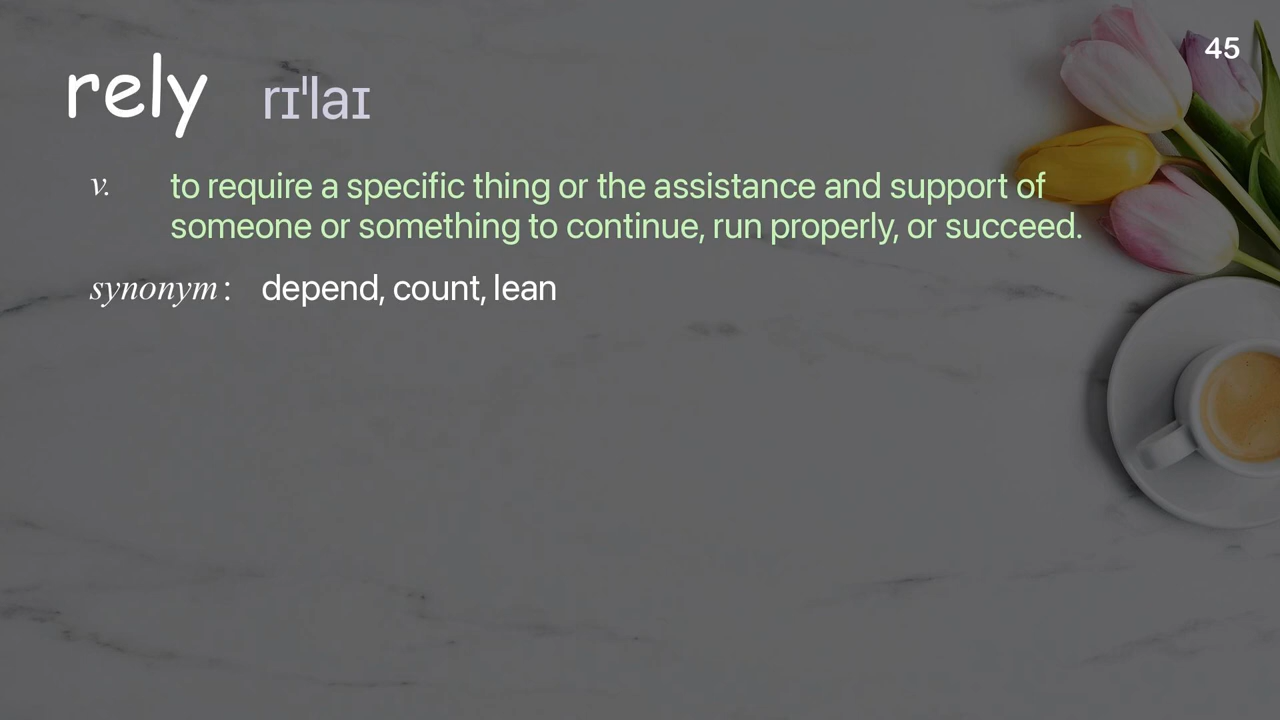 45
rely rɪˈlaɪ
v. to require a specific thing or the assistance and support of
someone or something to continue, run properly, or succeed.
synonym : depend, count, lean